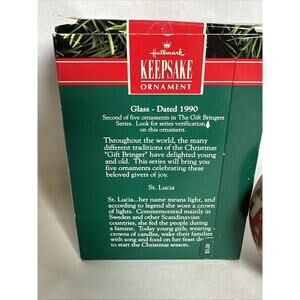 Hallmark
KEEPSAKE
ORNAMENT
Glass - Dated 1990
Second of five ornaments in The Gift Bringers
Series. Look for series verification
on this ornament.
Throughout the world, the many
different traditions of the Christmas
"Gift Bringer" have delighted young
and old. This series will bring you
five ornaments celebrating these
beloved givers of joy.
St. Lucia
St. Lucia...her name means light, and
according to legend she wore a crown
of lights. Commemorated mainly in
Sweden and other Scandinavian
countries, she fed the people during
a famine. Today young girls, wearing
crowns of candles, wake their families
with song and food on her feast
to start the Christmas season.